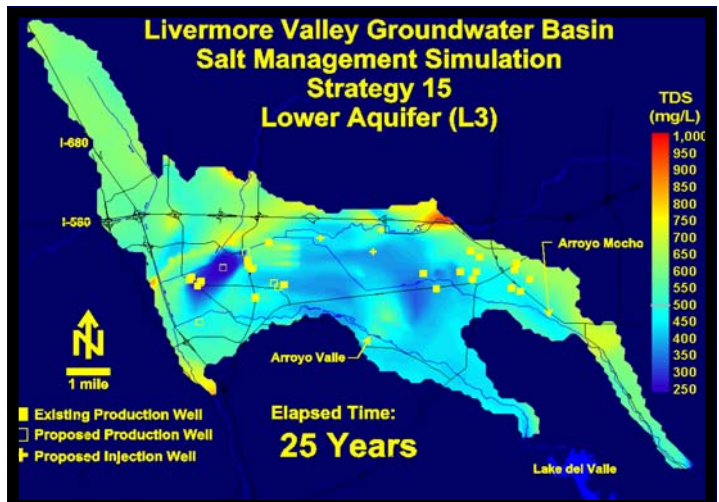 Livermore Valley Groundwater Basin
Salt Management Simulation
Strategy 15
Lower Aquifer (L3)
TDS
(mg/L)
1,000
950
900
850
800
750
700
650
600
550
500
450
400
350
300
250
I-680
I-580
Arroyo Mocho
Arroyo Valle
N
1 mile
Existing Production Well
Proposed Production Well
Proposed Injection Well
Elapsed Time:
25 Years
Lake del Valle